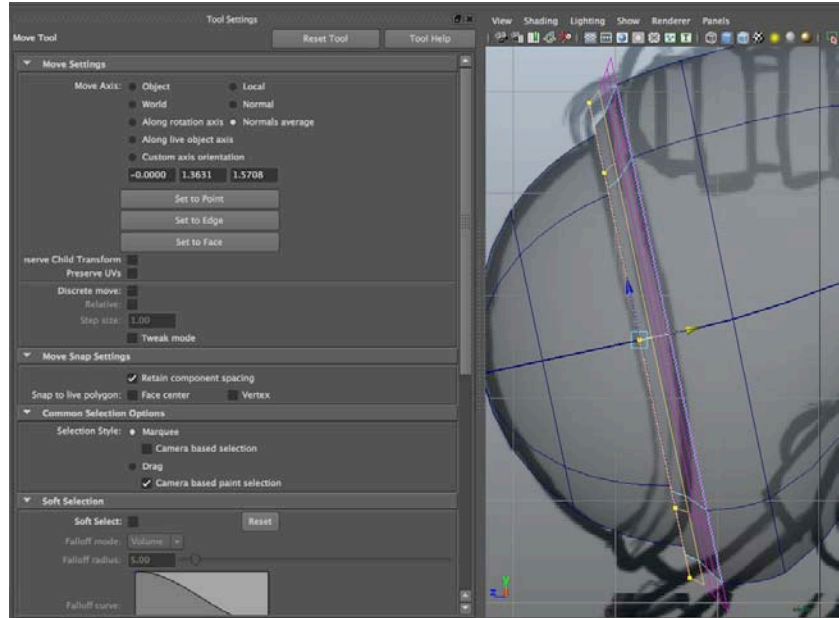 Tool Settings
Move Tool
Reset Tool
Tool Help
Move Settings
Move Axis: Object Local
World Normal
Along rotation axis Normals average
Along live object axis
Custom axis orientation
-0.0000 1.3631 1.5708
Set to Point
Set to Edge
Set to Face
serve Child Transform
Preserve UVs
Discrete move:
Relative:
Step size: 1.00
Tweak mode
Move Snap Settings
Retain component spacing
Snap to live polygon: Face center Vertex
Common Selection Options
Selection Style: Marquee
Camera based selection
Drag
Camera based paint selection
Soft Selection
Soft Select: Reset
Falloff mode: Volume
Falloff radius: 5.00
Falloff curve:
View Shading Lighting Show Renderer Panels
y
z